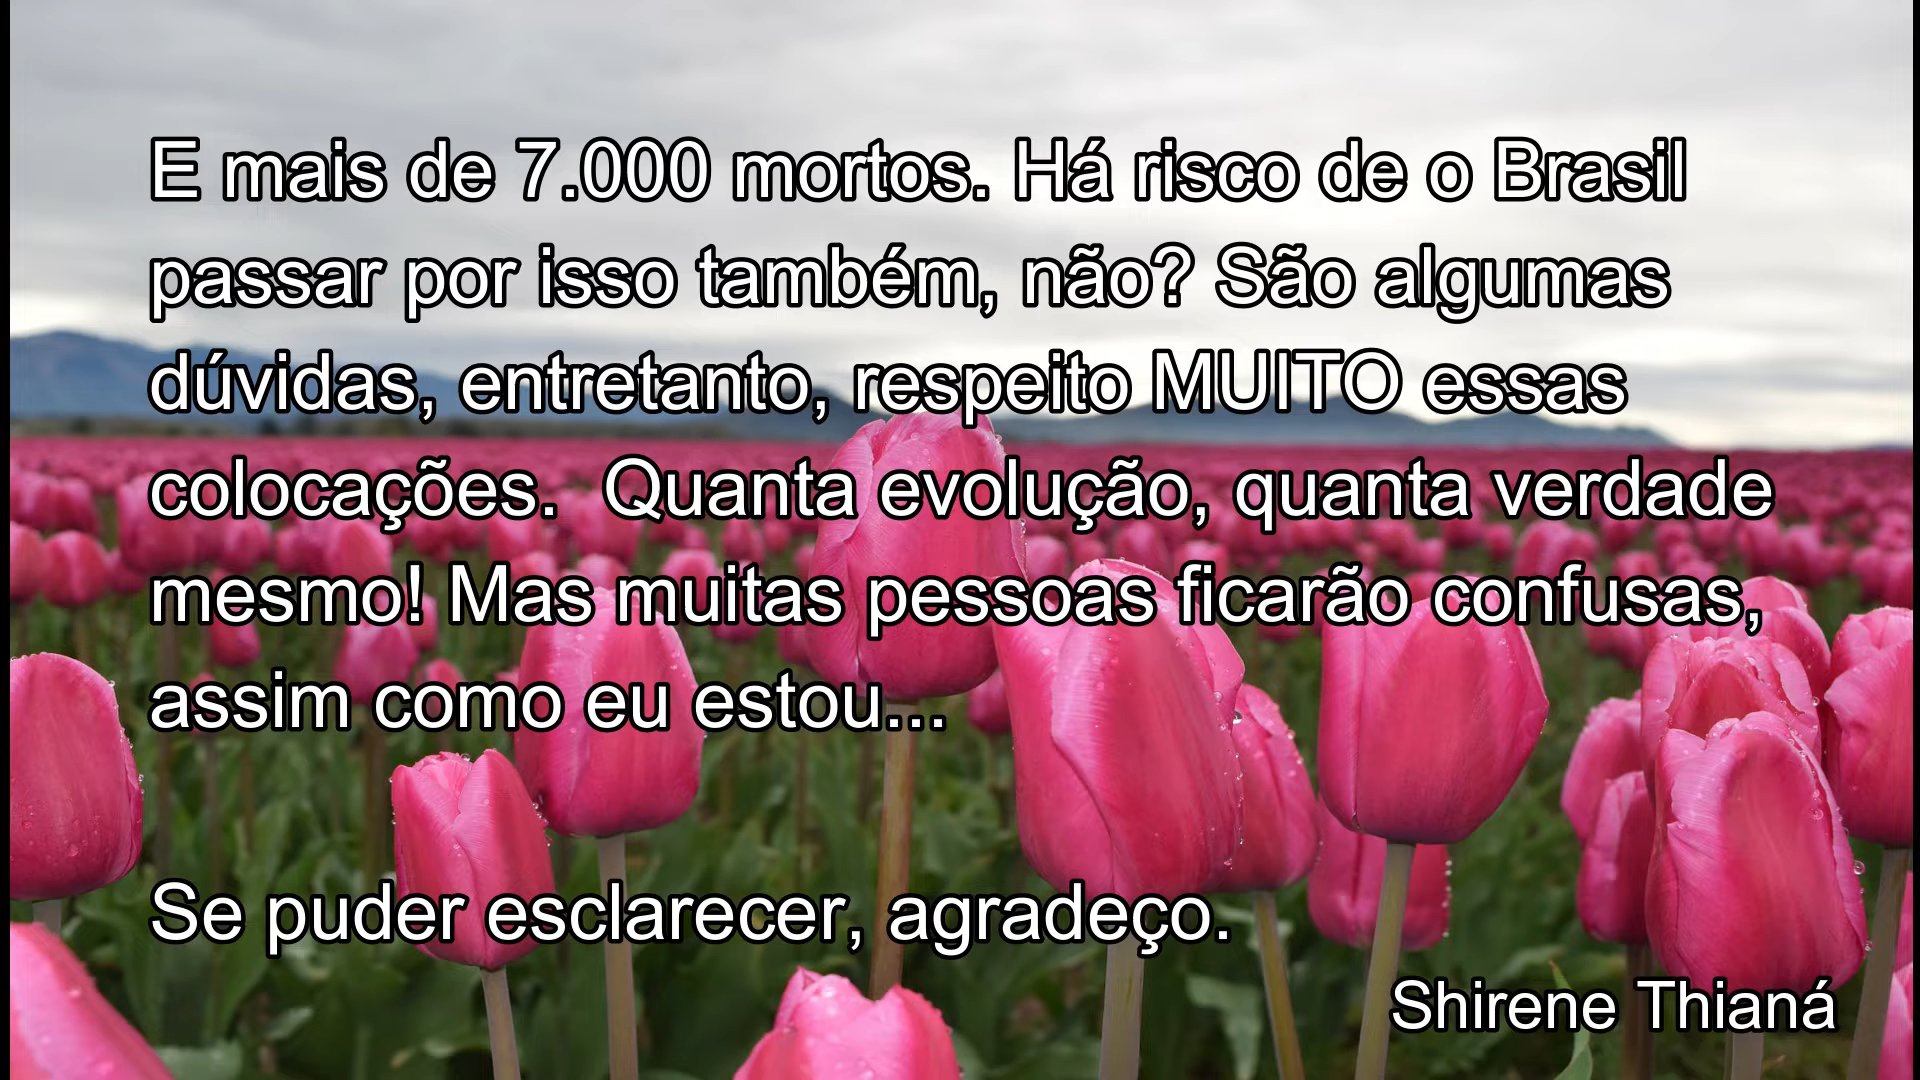 E mais de 7.000 mortos. Há risco de o Brasil
passar por isso também, não? São algumas
dúvidas, entretanto, respeito MUITO essas
colocações.  Quanta evolução, quanta verdade
mesmo! Mas muitas pessoas ficarão confusas,
assim como eu estou...
Se puder esclarecer, agradeço.
Shirene Thianá